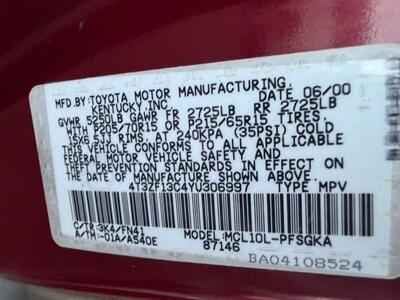 MFD BY:TOYOTA MOTOR MANUFACTURING, DATE 06/00
KENTUCKY,INC.
GVWR 5250LB GAWR FR 2725LB RR 2725LB
WITH P205/70R15 OR P215/65R15 TIRES,
15X6 JJ RIMS, AT 240KPA (35PSI) COLD
THIS VEHICLE CONFORMS TO ALL APPLICABLE
FEDERAL MOTOR VEHICLE SAFETY, BUMPER, AND
THEFT PREVENTION STANDARDS IN EFFECT ON
THE DATE OF MANUFACTURE SHOWN ABOVE.
4T3ZF13C4YU306997 TYPE: MPV
C/TR:3K4/FN41 MODEL:MCL10L-PFSGKA
A/TM:-01A/A540E 87146
BA04108524